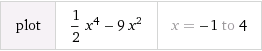 plot | 1/2 x^4 - 9 x^2 | x = -1 to 4